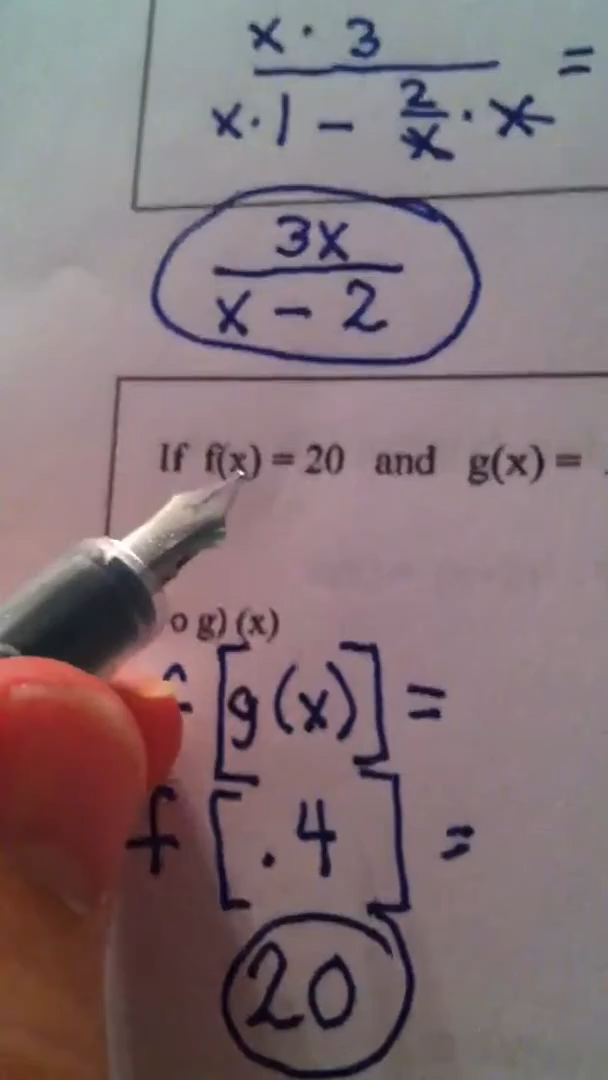 x · 3
x · 1 - 2/x · x =
3x
x - 2
If f(x) = 20 and g(x) =
o g) (x)
[g(x)] =
f [.4] =
20